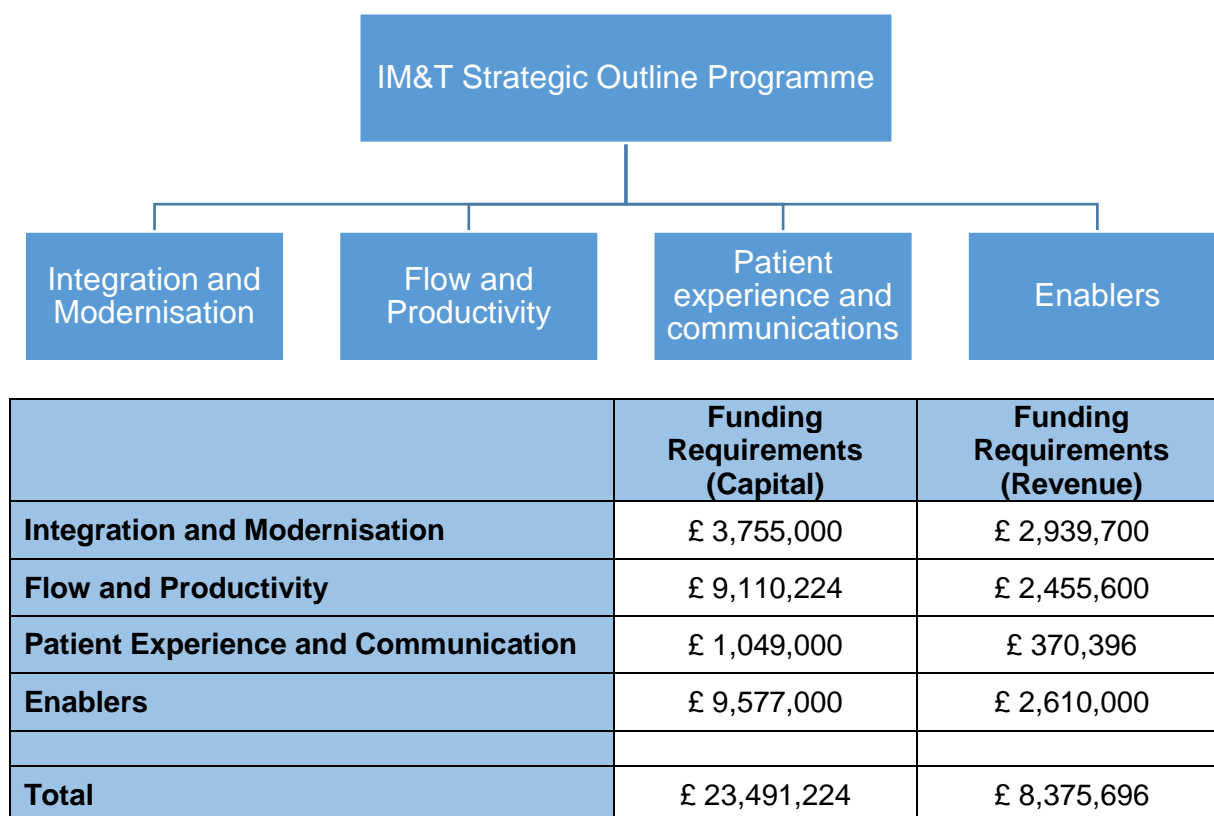 IM&T Strategic Outline Programme
Integration and
Modernisation
Flow and
Productivity
Patient
experience and
communications
Enablers
Funding
Requirements
(Capital)
Funding
Requirements
(Revenue)
Integration and Modernisation £ 3,755,000 £ 2,939,700
Flow and Productivity £ 9,110,224 £ 2,455,600
Patient Experience and Communication £ 1,049,000 £ 370,396
Enablers £ 9,577,000 £ 2,610,000
Total £ 23,491,224 £ 8,375,696